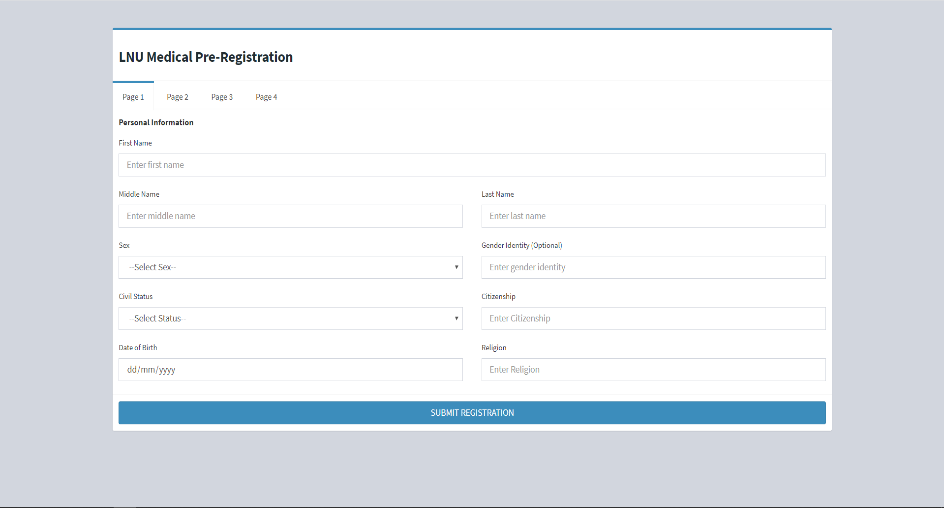 LNU Medical Pre-Registration
Page 1 Page 2 Page 3 Page 4
Personal Information
First Name
Enter first name
Middle Name Last Name
Enter middle name Enter last name
Sex Gender Identity (Optional)
--Select Sex-- Enter gender identity
Civil Status Citizenship
--Select Status-- Enter Citizenship
Date of Birth Religion
dd/mm/yyyy Enter Religion
SUBMIT REGISTRATION